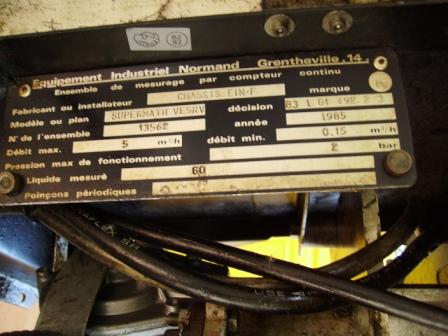 Equipement Industriel Normand Grentheville.14.
Ensemble de mesurage par compteur continu
Fabricant ou installateur CHASSIS EIN-F marque
Modèle ou plan SUPERMATH VESRV décision 83 1 01 492
N° de l'ensemble 13562 année 1985
Débit max. 5 m³/h débit min. 0.15 m³/h
Pression max de fonctionnement 2 bar
Liquide mesuré GO
Poinçons périodiques
USE